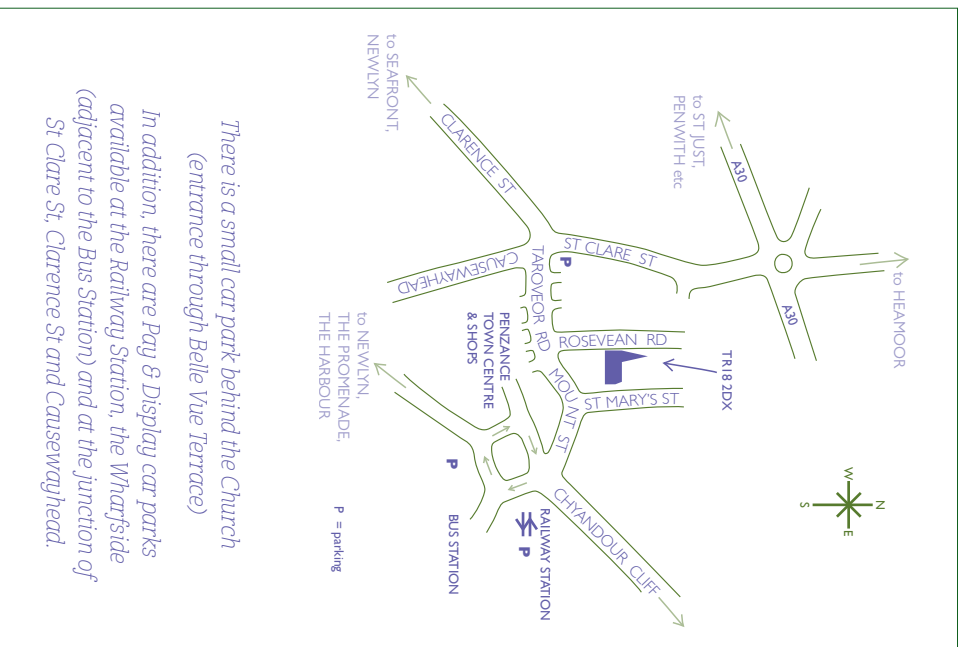 to HEAMOOR
A30
A30
to ST JUST,
PENWITH etc
N
W
E
S
TR18 2DX
ST CLARE ST
P
ROSEVEAN RD
ST MARY'S ST
TAROVEOR RD
MOUNT ST
CLARENCE ST
CAUSEWAYHEAD
to SEAFRONT,
NEWLYN
PENZANCE
TOWN CENTRE
& SHOPS
CHYANDOUR CLIFF
RAILWAY STATION
P
P
BUS STATION
to NEWLYN,
THE PROMENADE,
THE HARBOUR
P = parking
There is a small car park behind the Church
(entrance through Belle Vue Terrace)
In addition, there are Pay & Display car parks
available at the Railway Station, the Wharfside
(adjacent to the Bus Station) and at the junction of
St Clare St, Clarence St and Causewayhead.